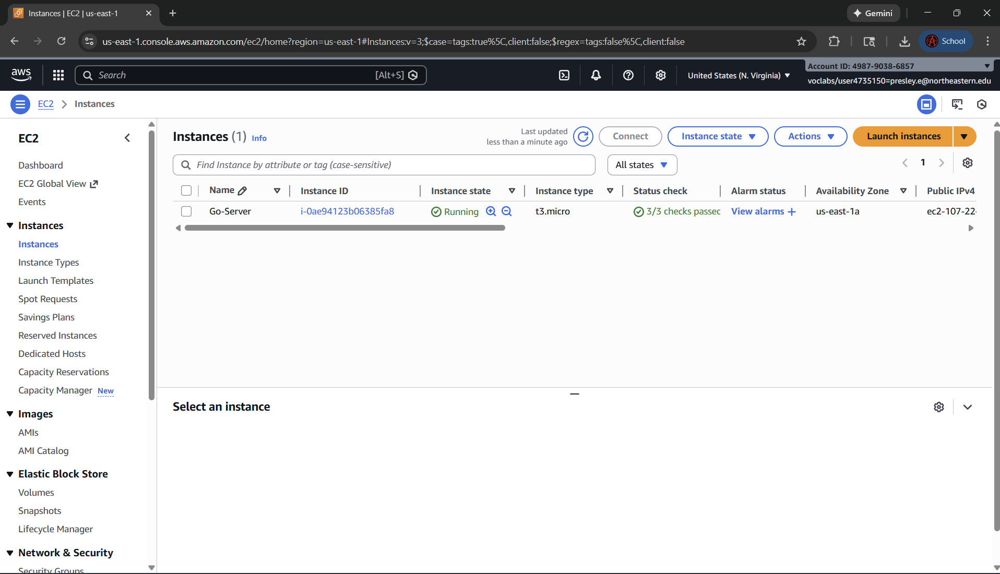 Instances | EC2 | us-east-1
Gemini
us-east-1.console.aws.amazon.com/ec2/home?region=us-east-1#Instances:v=3;$case=tags:true%5C,client:false;$regex=tags:false%5C,client:false
School
aws
Search
[Alt+S]
United States (N. Virginia)
Account ID: 4987-9038-6857
voclabs/user4735150=presley.e@northeastern.edu
EC2
Instances
EC2
Dashboard
EC2 Global View
Events
Instances
Instances
Instance Types
Launch Templates
Spot Requests
Savings Plans
Reserved Instances
Dedicated Hosts
Capacity Reservations
Capacity Manager New
Images
AMIs
AMI Catalog
Elastic Block Store
Volumes
Snapshots
Lifecycle Manager
Network & Security
Security Groups
Instances (1) Info
Last updated
less than a minute ago
Connect
Instance state
Actions
Launch instances
Find Instance by attribute or tag (case-sensitive)
All states
1
Name
Instance ID
Instance state
Instance type
Status check
Alarm status
Availability Zone
Public IPv4
Go-Server
i-0ae94123b06385fa8
Running
t3.micro
3/3 checks passed
View alarms
us-east-1a
ec2-107-22-
Select an instance